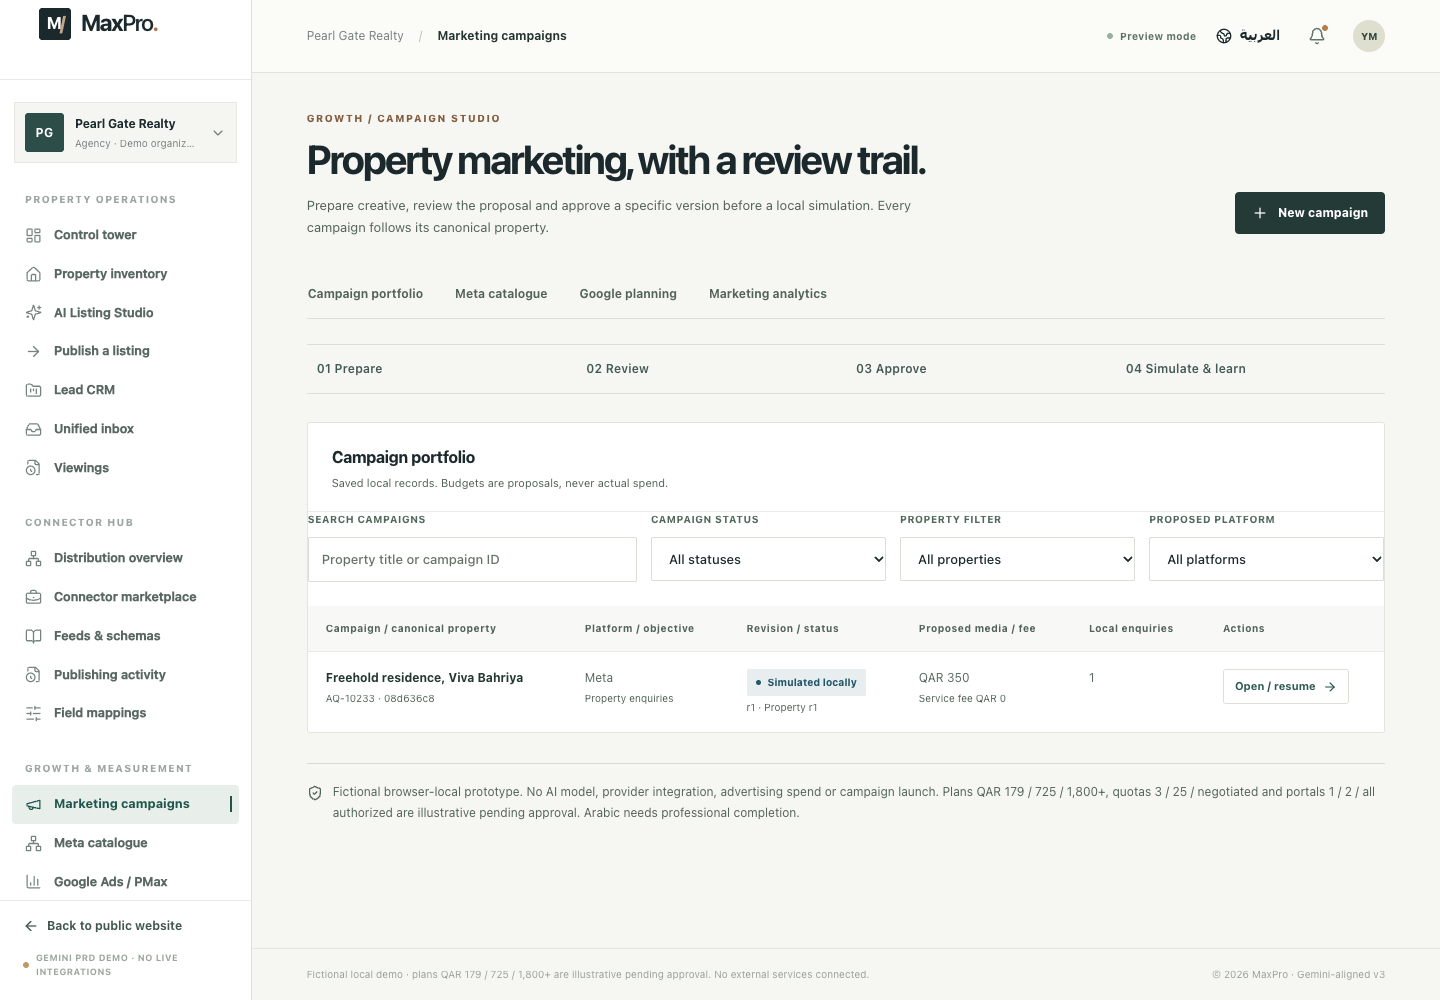 M/ MaxPro.
Pearl Gate Realty / Marketing campaigns
Preview mode
العربية
YM
PG
Pearl Gate Realty
Agency · Demo organiz...
PROPERTY OPERATIONS
Control tower
Property inventory
AI Listing Studio
Publish a listing
Lead CRM
Unified inbox
Viewings
CONNECTOR HUB
Distribution overview
Connector marketplace
Feeds & schemas
Publishing activity
Field mappings
GROWTH & MEASUREMENT
Marketing campaigns
Meta catalogue
Google Ads / PMax
Back to public website
GEMINI PRD DEMO · NO LIVE
INTEGRATIONS
GROWTH / CAMPAIGN STUDIO
Property marketing, with a review trail.
Prepare creative, review the proposal and approve a specific version before a local simulation. Every
campaign follows its canonical property.
New campaign
Campaign portfolio Meta catalogue Google planning Marketing analytics
01 Prepare 02 Review 03 Approve 04 Simulate & learn
Campaign portfolio
Saved local records. Budgets are proposals, never actual spend.
SEARCH CAMPAIGNS CAMPAIGN STATUS PROPERTY FILTER PROPOSED PLATFORM
Property title or campaign ID All statuses All properties All platforms
Campaign / canonical property Platform / objective Revision / status Proposed media / fee Local enquiries Actions
Freehold residence, Viva Bahriya Meta Simulated locally QAR 350 1 Open / resume
AQ-10233 · 08d636c8 Property enquiries r1 · Property r1 Service fee QAR 0
Fictional browser-local prototype. No AI model, provider integration, advertising spend or campaign launch. Plans QAR 179 / 725 / 1,800+, quotas 3 / 25 / negotiated and portals 1 / 2 / all
authorized are illustrative pending approval. Arabic needs professional completion.
Fictional local demo · plans QAR 179 / 725 / 1,800+ are illustrative pending approval. No external services connected.
© 2026 MaxPro · Gemini-aligned v3